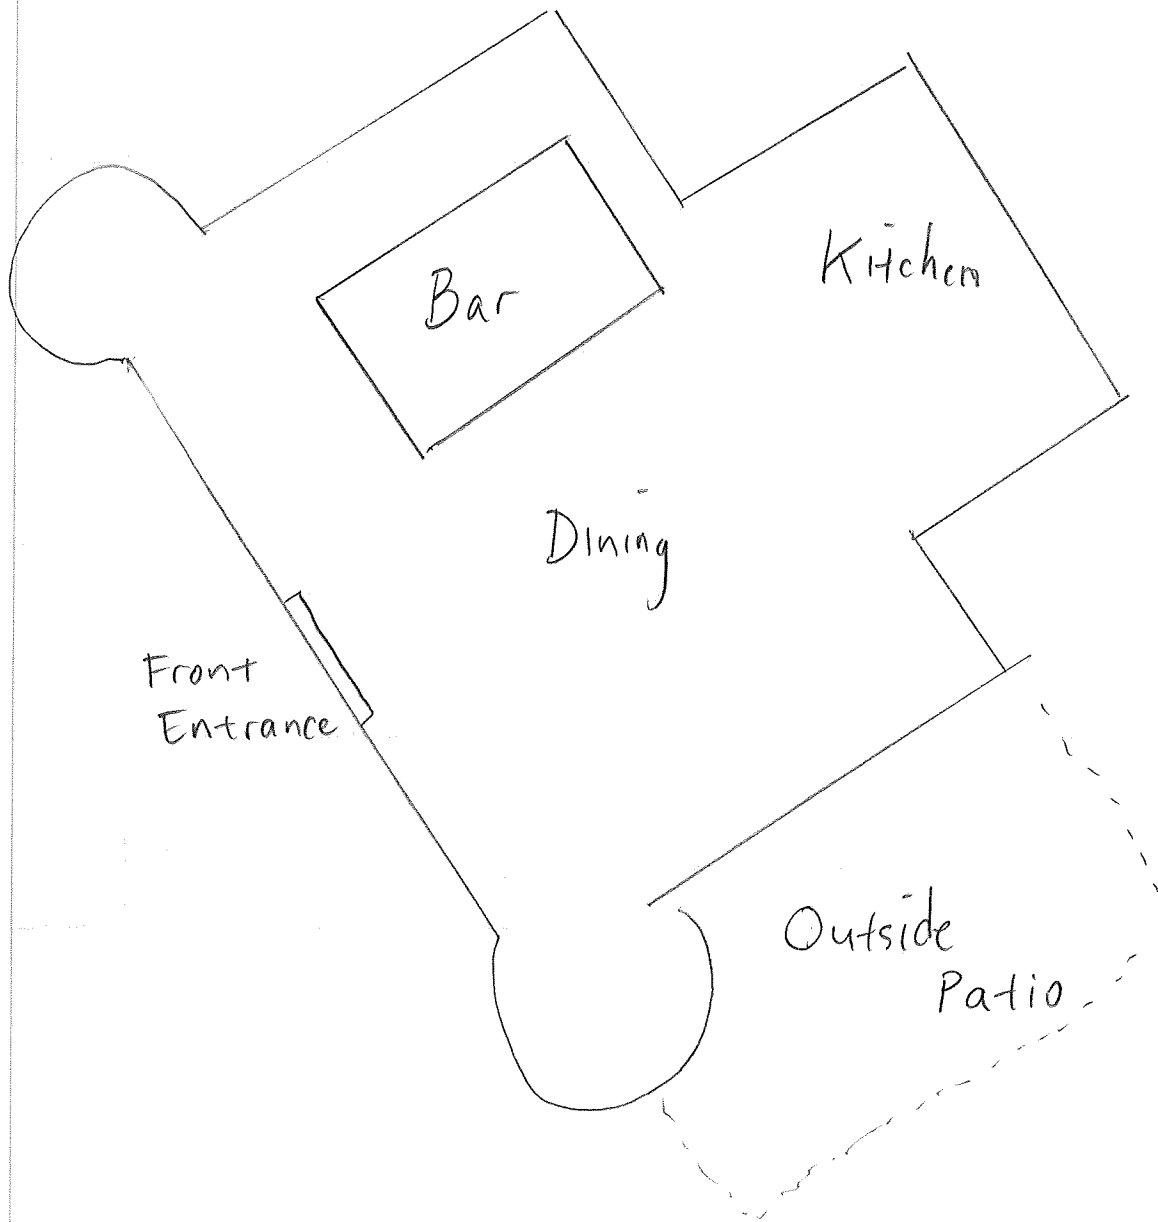 Kitchen
Bar
Dining
Front
Entrance
Outside
Patio